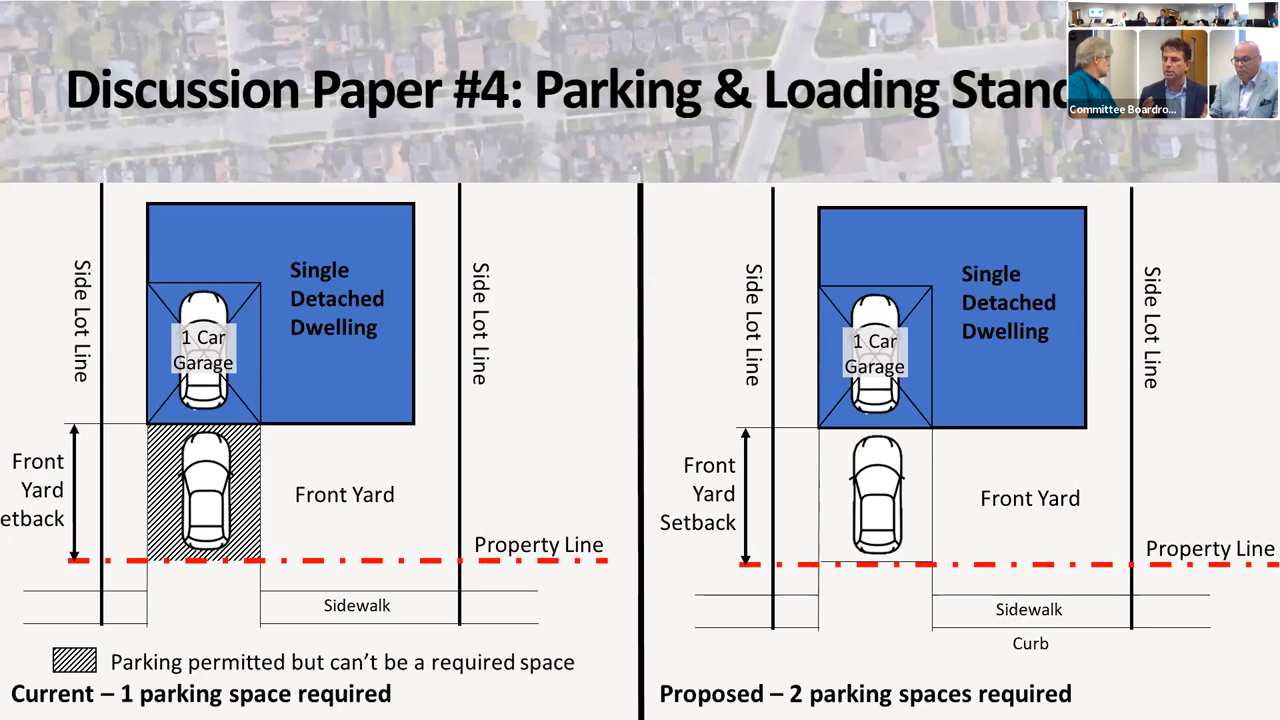 Discussion Paper #4: Parking & Loading Stand
Committee Boardro...
Side Lot Line
Single
Detached
Dwelling
1 Car
Garage
Side Lot Line
Front
Yard
etback
Front Yard
Property Line
Sidewalk
Parking permitted but can't be a required space
Current – 1 parking space required
Side Lot Line
Single
Detached
Dwelling
1 Car
Garage
Side Lot Line
Front
Yard
Setback
Front Yard
Property Line
Sidewalk
Curb
Proposed – 2 parking spaces required